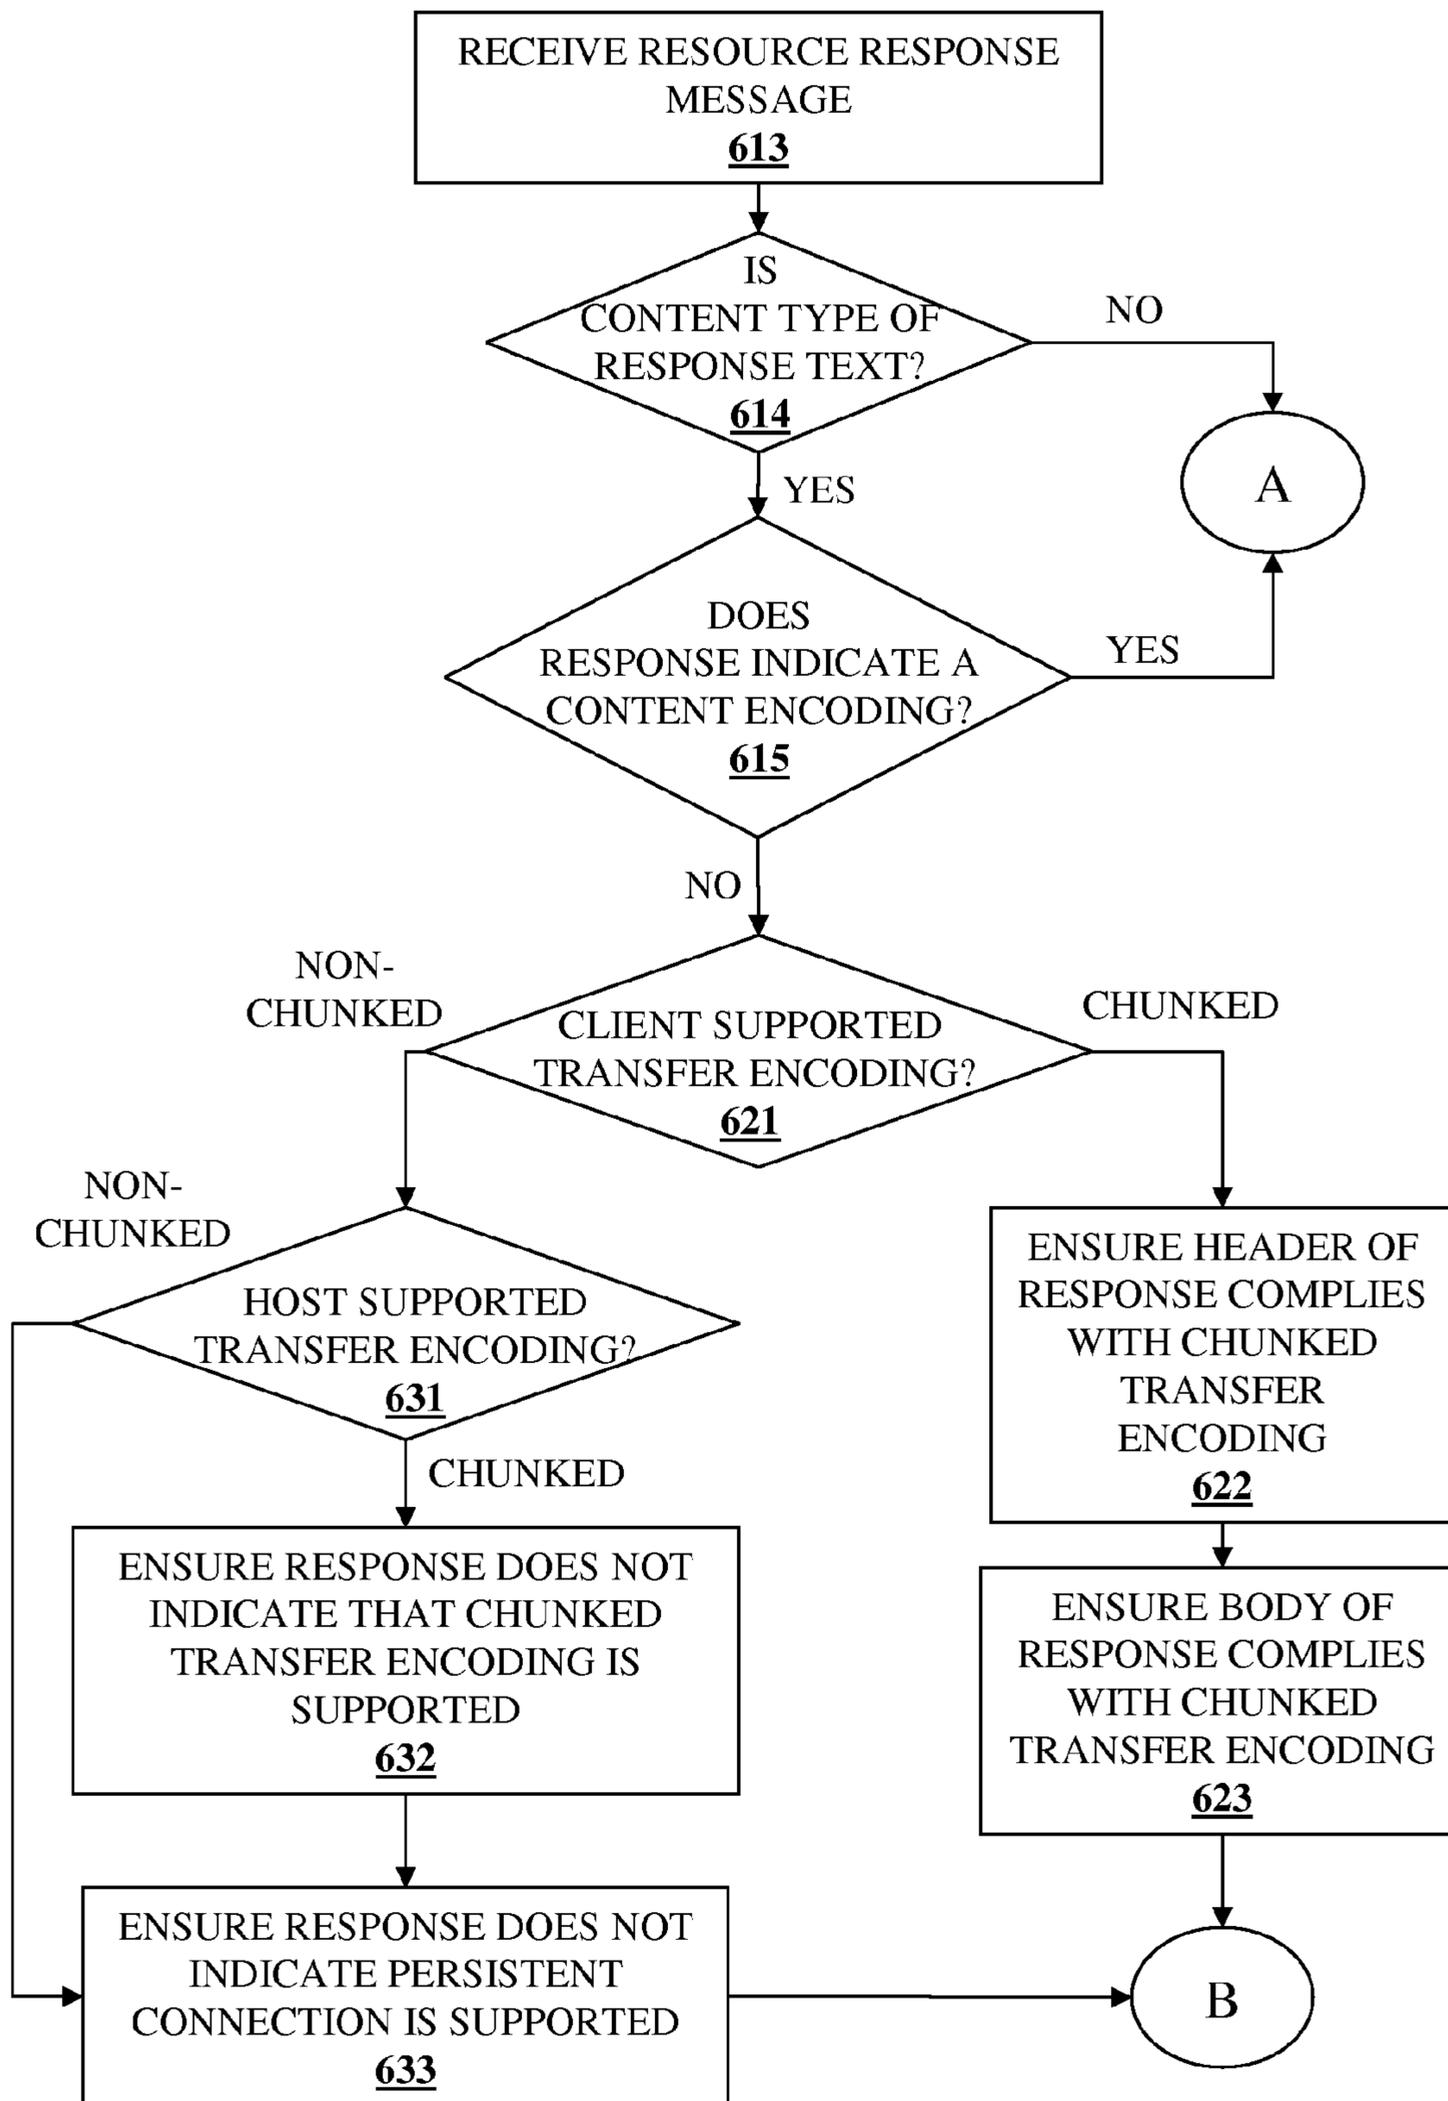 RECEIVE RESOURCE RESPONSE
MESSAGE
613
IS
CONTENT TYPE OF
RESPONSE TEXT?
614
NO
A
YES
DOES
RESPONSE INDICATE A
CONTENT ENCODING?
615
YES
NO
NON-
CHUNKED
CLIENT SUPPORTED
TRANSFER ENCODING?
621
CHUNKED
NON-
CHUNKED
HOST SUPPORTED
TRANSFER ENCODING?
631
CHUNKED
ENSURE HEADER OF
RESPONSE COMPLIES
WITH CHUNKED
TRANSFER
ENCODING
622
ENSURE RESPONSE DOES NOT
INDICATE THAT CHUNKED
TRANSFER ENCODING IS
SUPPORTED
632
ENSURE BODY OF
RESPONSE COMPLIES
WITH CHUNKED
TRANSFER ENCODING
623
ENSURE RESPONSE DOES NOT
INDICATE PERSISTENT
CONNECTION IS SUPPORTED
633
B